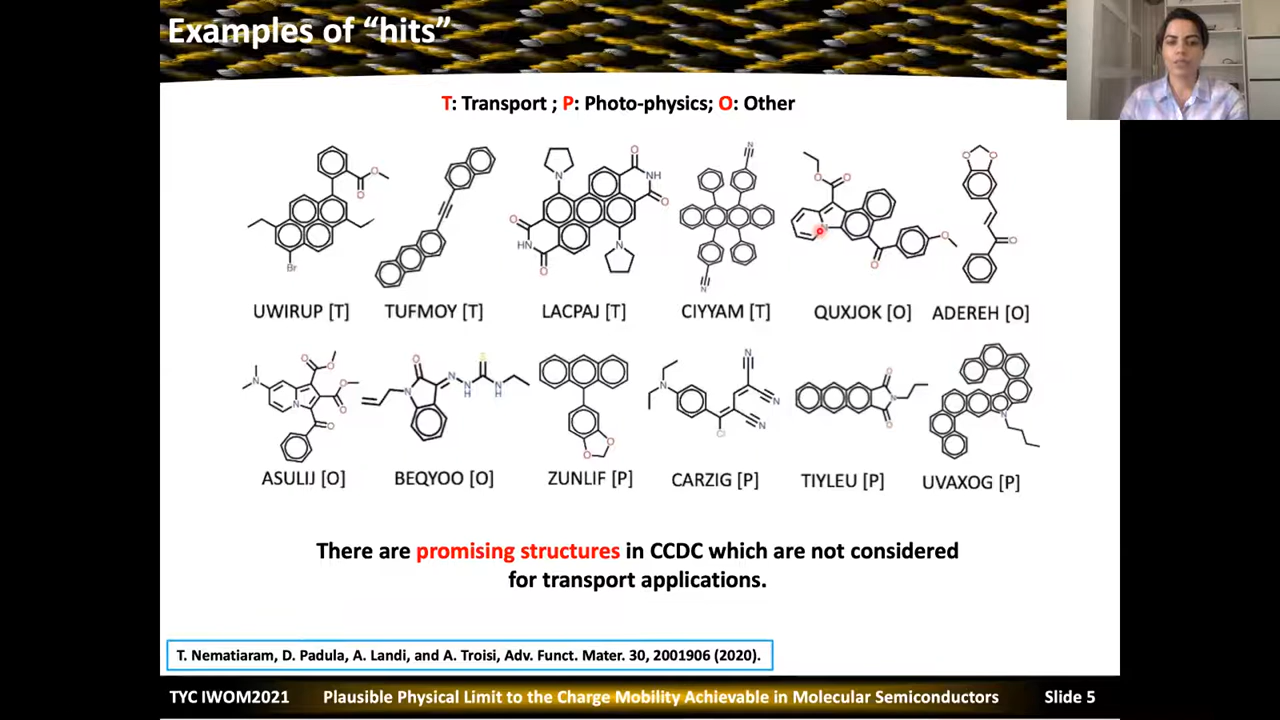 Examples of “hits”
T: Transport ; P: Photo-physics; O: Other
UWIRUP [T]
TUFMOY [T]
LACPAJ [T]
CIYYAM [T]
QUXJOK [O]
ADEREH [O]
ASULIJ [O]
BEQYOO [O]
ZUNLIF [P]
CARZIG [P]
TIYLEU [P]
UVAXOG [P]
There are promising structures in CCDC which are not considered
for transport applications.
T. Nematiaram, D. Padula, A. Landi, and A. Troisi, Adv. Funct. Mater. 30, 2001906 (2020).
TYC IWOM2021 Plausible Physical Limit to the Charge Mobility Achievable in Molecular Semiconductors Slide 5